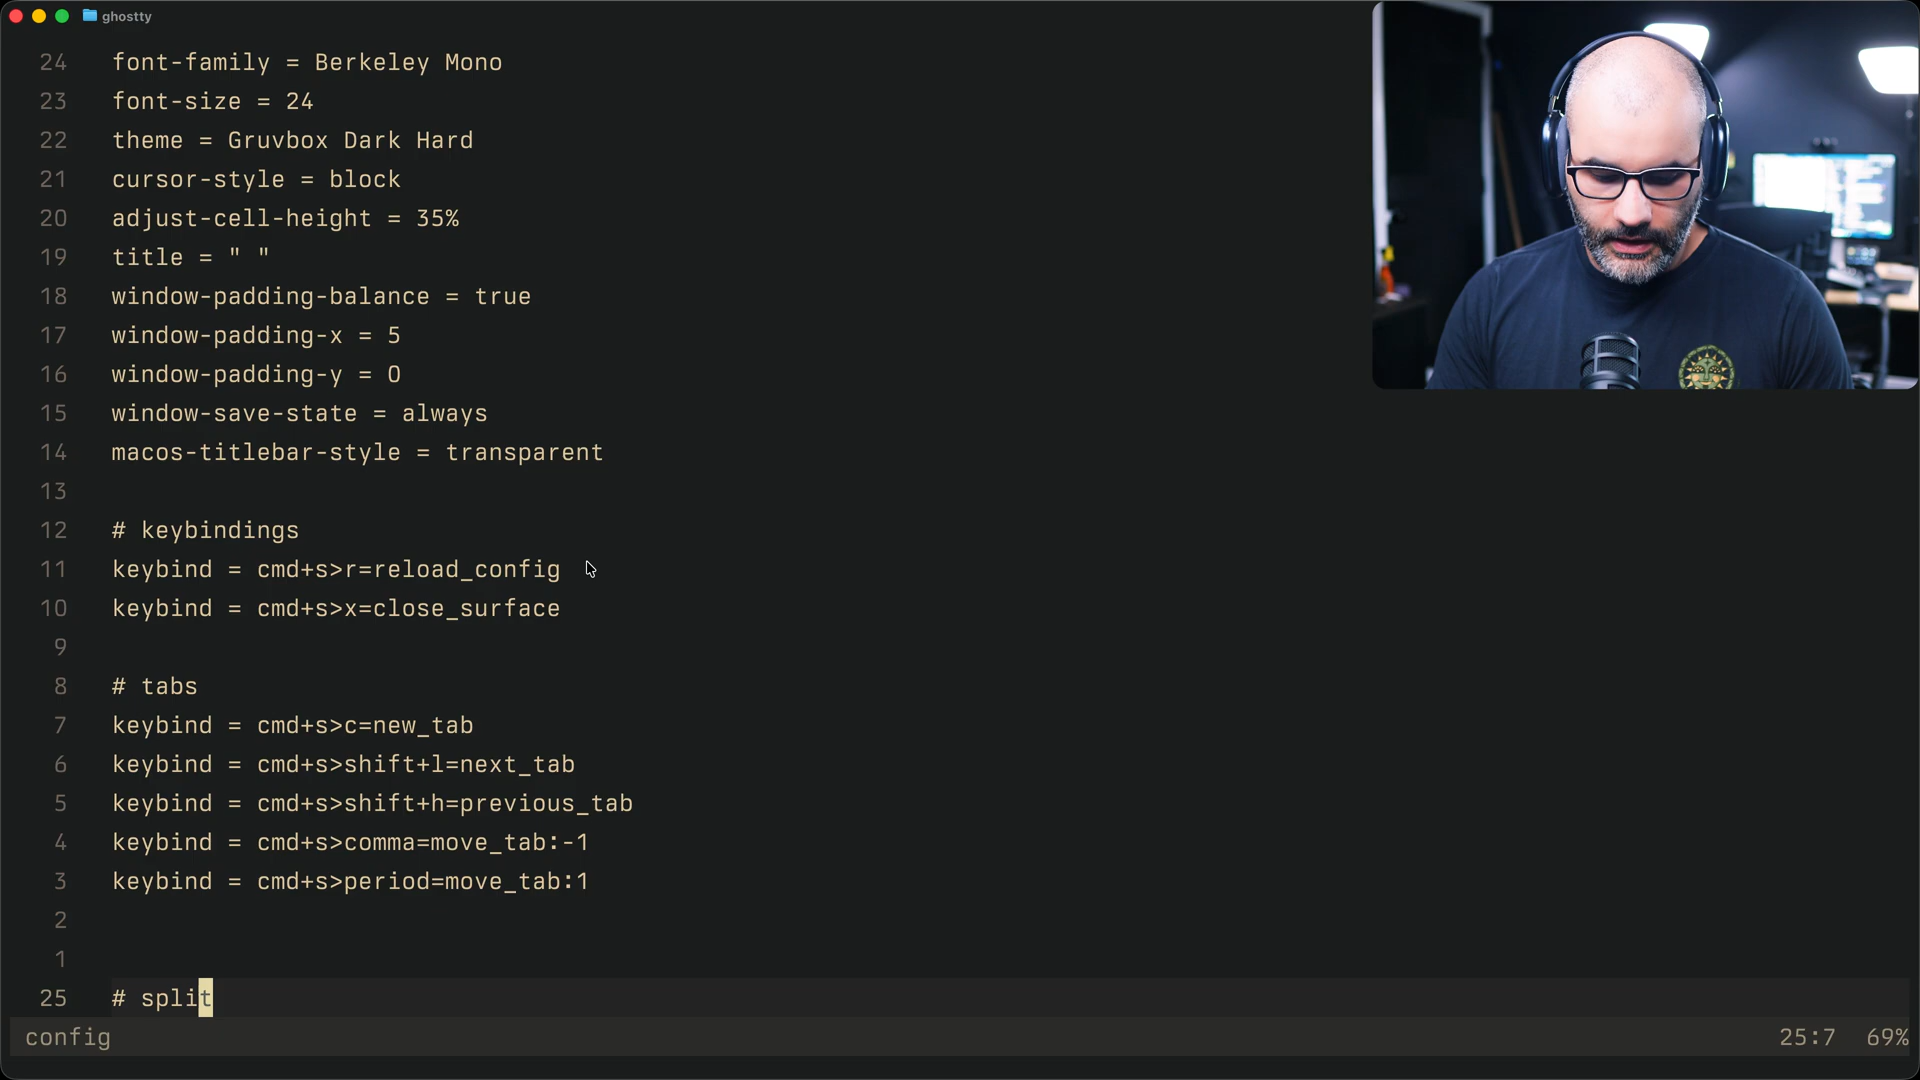 ghostty
24 font-family = Berkeley Mono
23 font-size = 24
22 theme = Gruvbox Dark Hard
21 cursor-style = block
20 adjust-cell-height = 35%
19 title = " "
18 window-padding-balance = true
17 window-padding-x = 5
16 window-padding-y = 0
15 window-save-state = always
14 macos-titlebar-style = transparent
13
12 # keybindings
11 keybind = cmd+s>r=reload_config
10 keybind = cmd+s>x=close_surface
9
8 # tabs
7 keybind = cmd+s>c=new_tab
6 keybind = cmd+s>shift+l=next_tab
5 keybind = cmd+s>shift+h=previous_tab
4 keybind = cmd+s>comma=move_tab:-1
3 keybind = cmd+s>period=move_tab:1
2
1
25 # split
config 25:7 69%